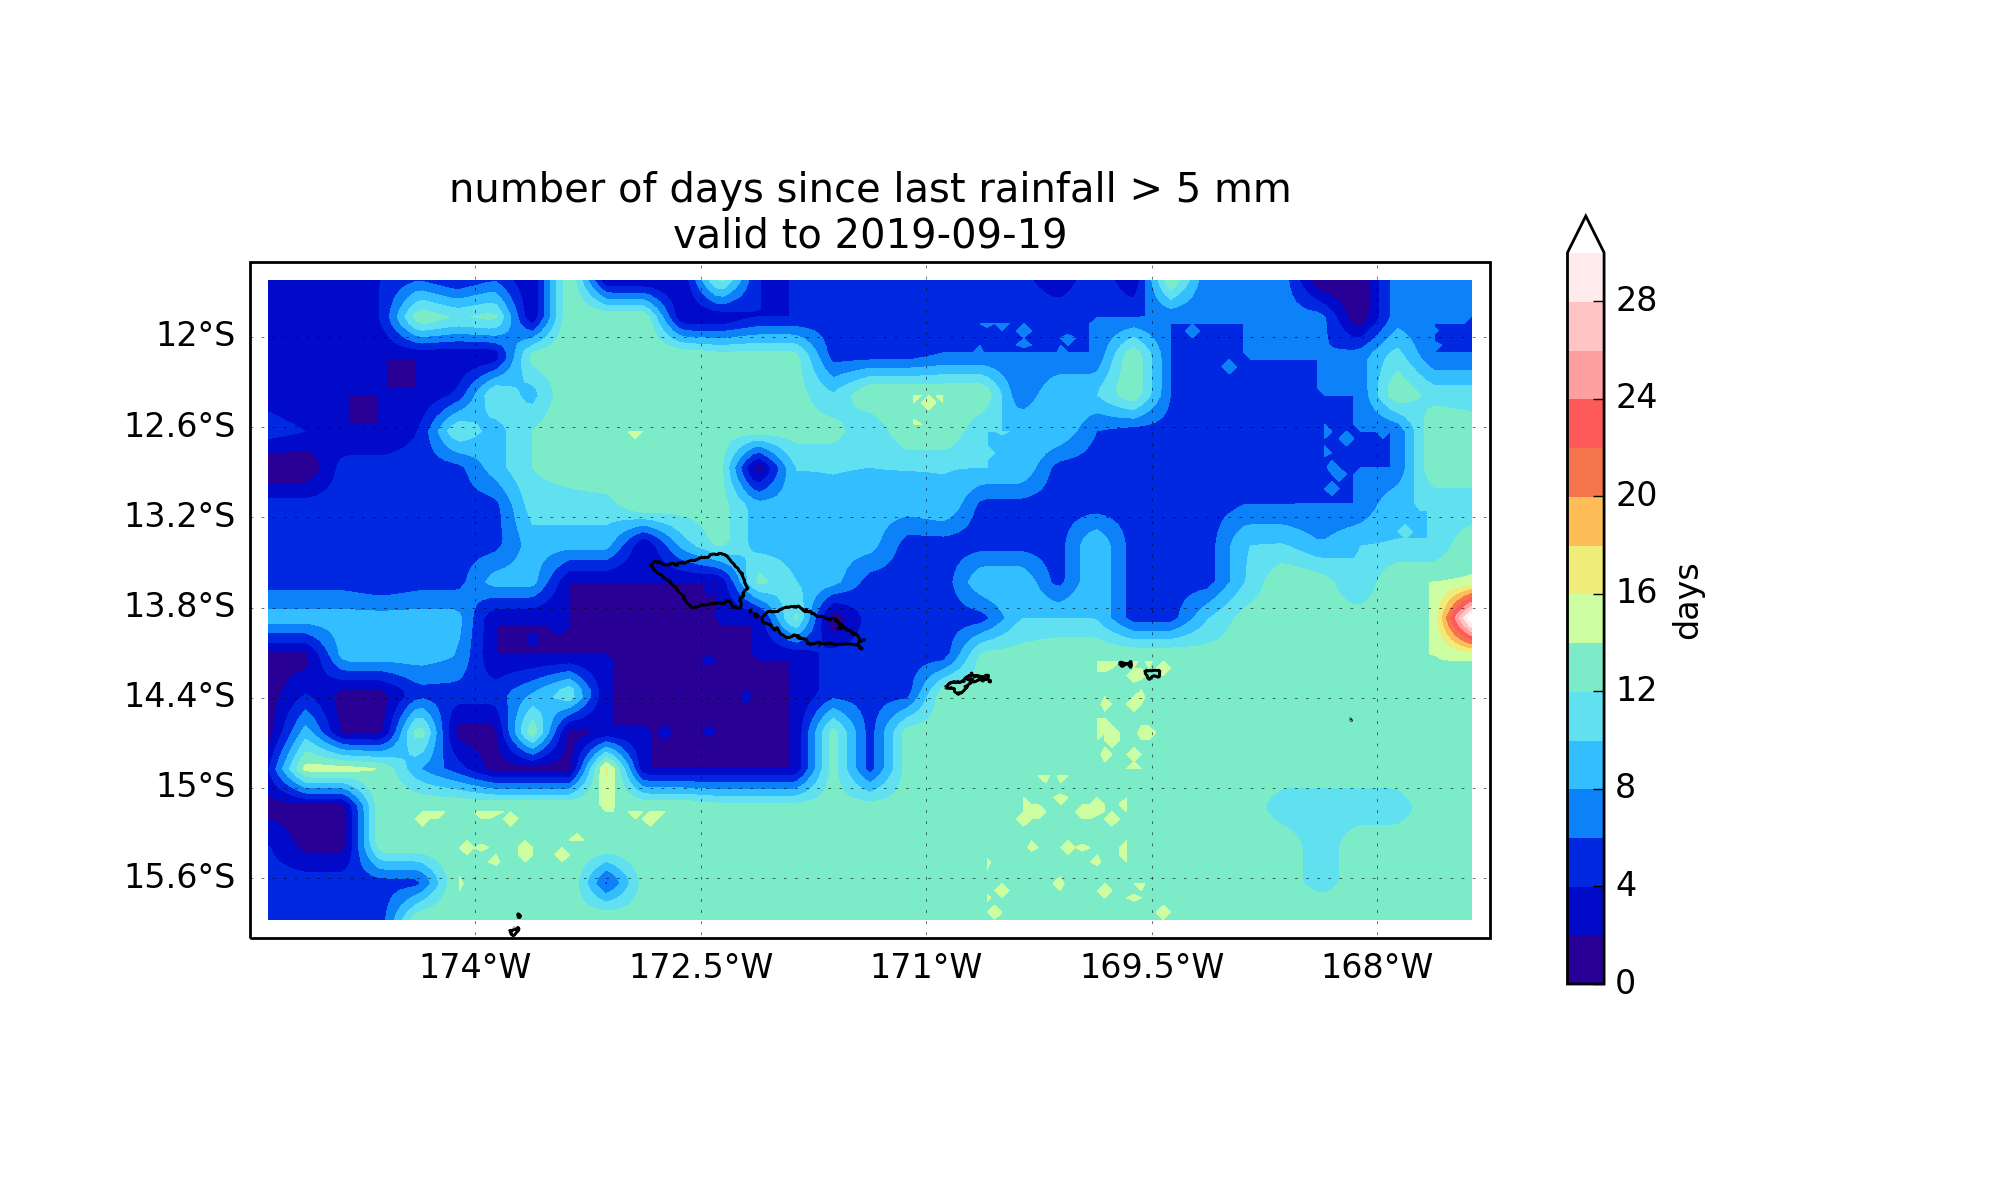 number of days since last rainfall > 5 mm
valid to 2019-09-19
12°S
12.6°S
13.2°S
13.8°S
14.4°S
15°S
15.6°S
174°W
172.5°W
171°W
169.5°W
168°W
28
24
20
16
12
8
4
0
days